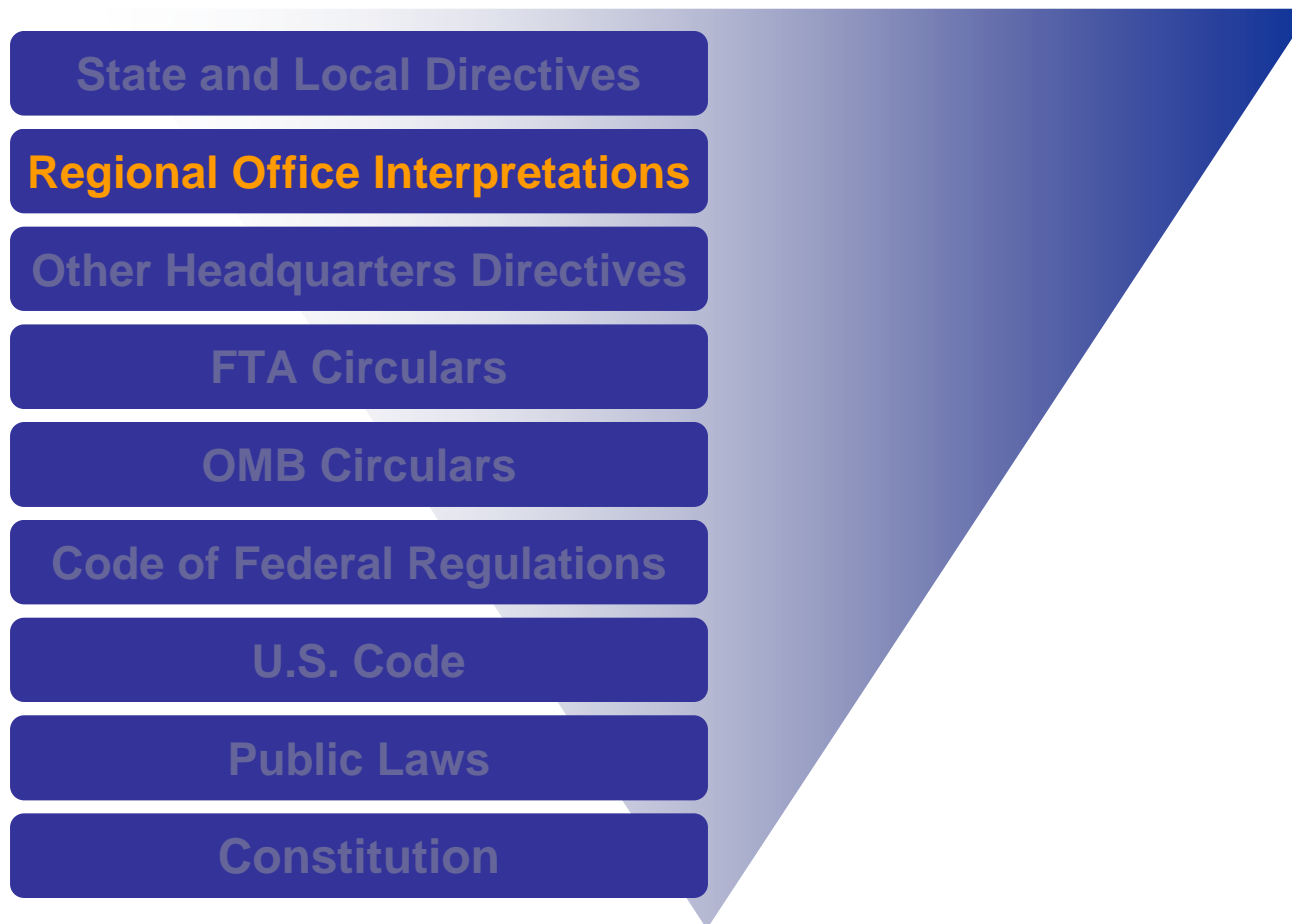 State and Local Directives
Regional Office Interpretations
Other Headquarters Directives
FTA Circulars
OMB Circulars
Code of Federal Regulations
U.S. Code
Public Laws
Constitution